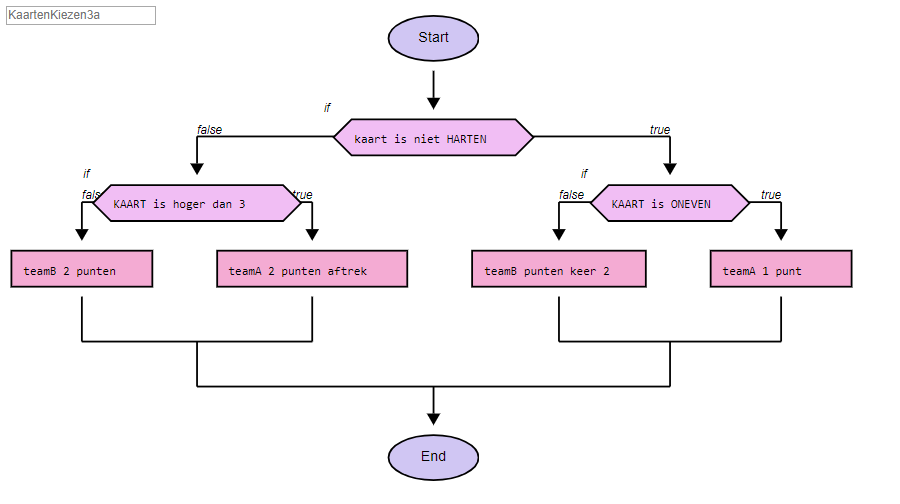 KaartenKiezen3a
Start
if
kaart is niet HARTEN
false
true
if
KAART is hoger dan 3
fals
true
if
KAART is ONEVEN
false
true
teamB 2 punten
teamA 2 punten aftrek
teamB punten keer 2
teamA 1 punt
End